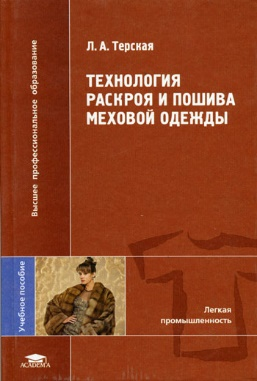 Л. А. Терская
ТЕХНОЛОГИЯ
РАСКРОЯ И ПОШИВА
МЕХОВОЙ ОДЕЖДЫ
Высшее профессиональное образование
Учебное пособие
Легкая
промышленность
ACADEMA